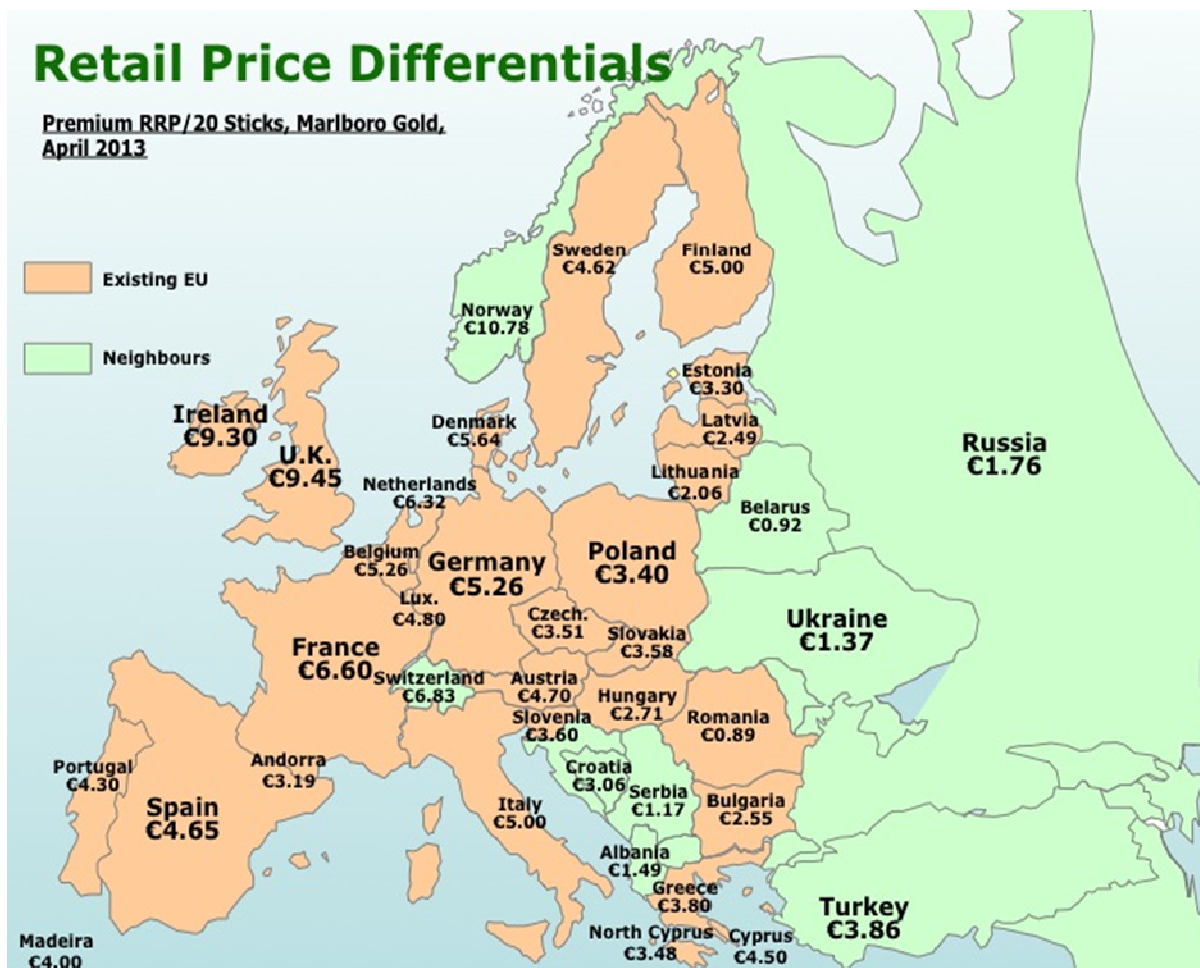 Retail Price Differentials
Premium RRP/20 Sticks, Marlboro Gold,
April 2013
Existing EU
Neighbours
Sweden
€4.62
Finland
€5.00
Norway
€10.78
Estonia
€3.30
Ireland
€9.30
Denmark
€5.64
Latvia
€2.49
Russia
€1.76
U.K.
€9.45
Netherlands
€6.32
Lithuania
€2.06
Belarus
€0.92
Belgium
€5.26
Germany
€5.26
Poland
€3.40
Lux.
€4.80
Czech.
€3.51
Slovakia
€3.58
Ukraine
€1.37
France
€6.60
Switzerland
€6.83
Austria
€4.70
Hungary
€2.71
Slovenia
€3.60
Romania
€0.89
Portugal
€4.30
Andorra
€3.19
Croatia
€3.06
Spain
€4.65
Italy
€5.00
Serbia
€1.17
Bulgaria
€2.55
Albania
€1.49
Greece
€3.80
Turkey
€3.86
Madeira
€4.00
North Cyprus
€3.48
Cyprus
€4.50